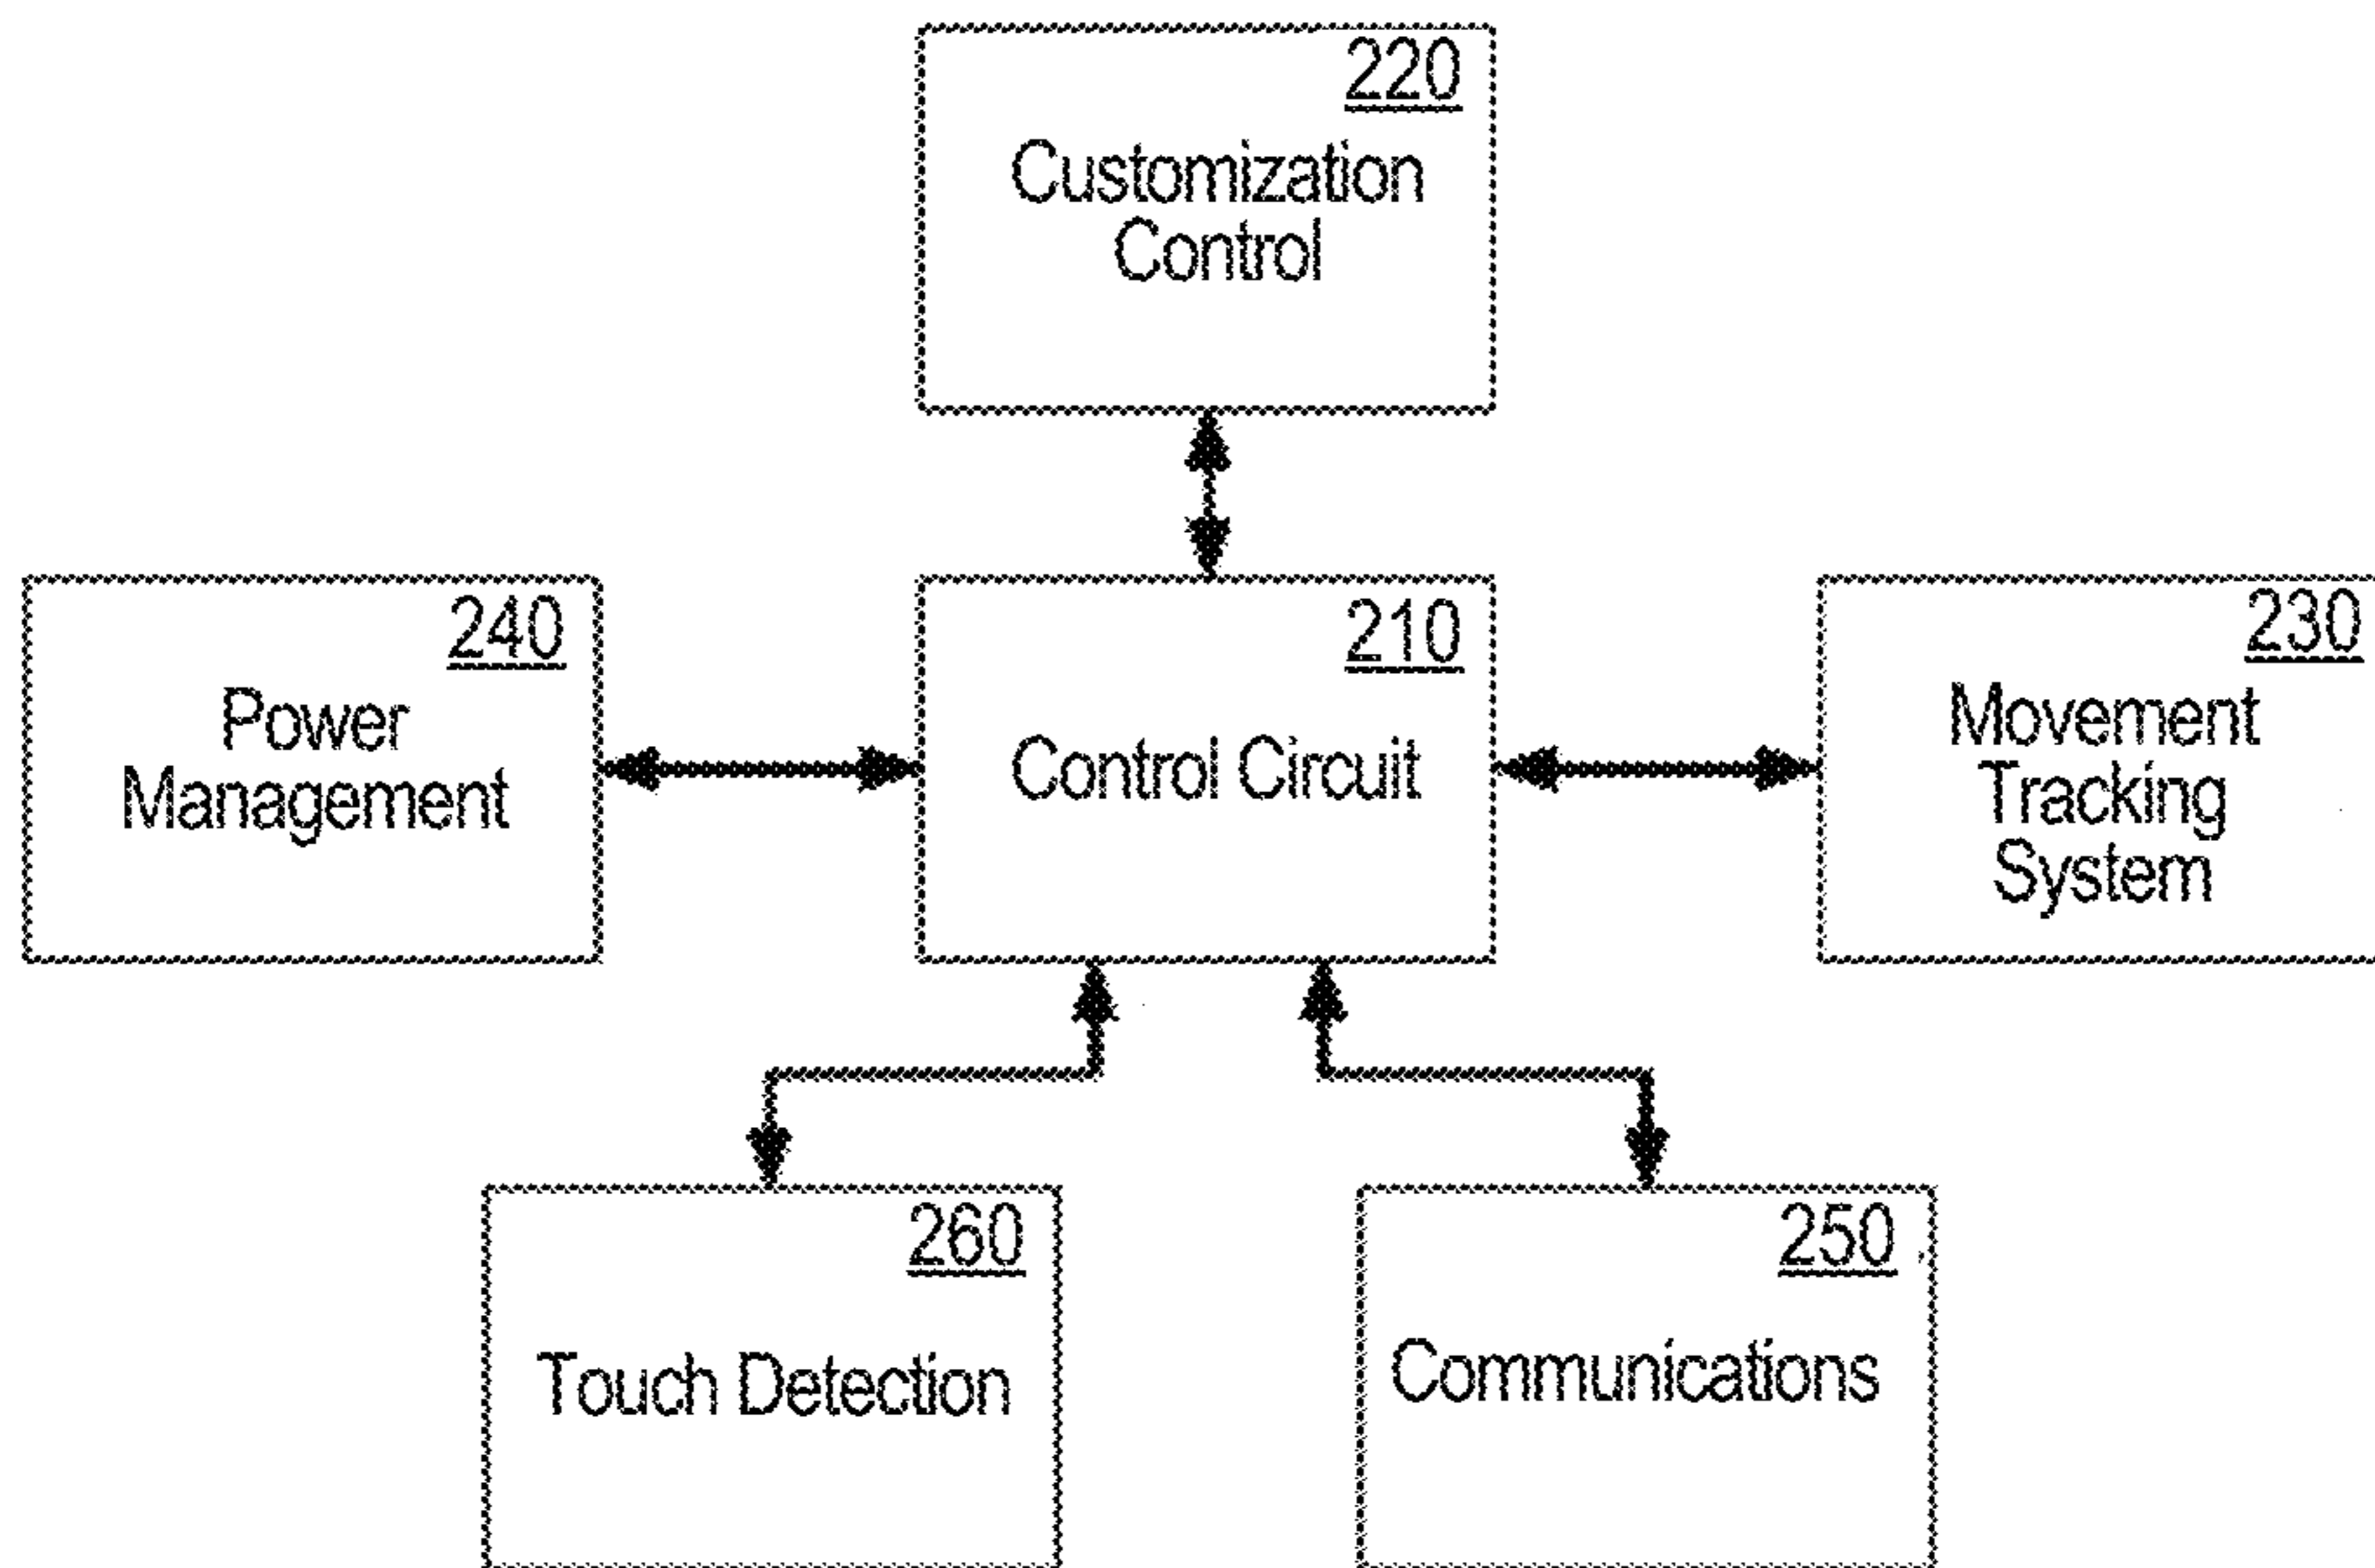 220
Customization
Control
240
Power
Management
210
Control Circuit
230
Movement
Tracking
System
260
Touch Detection
250
Communications